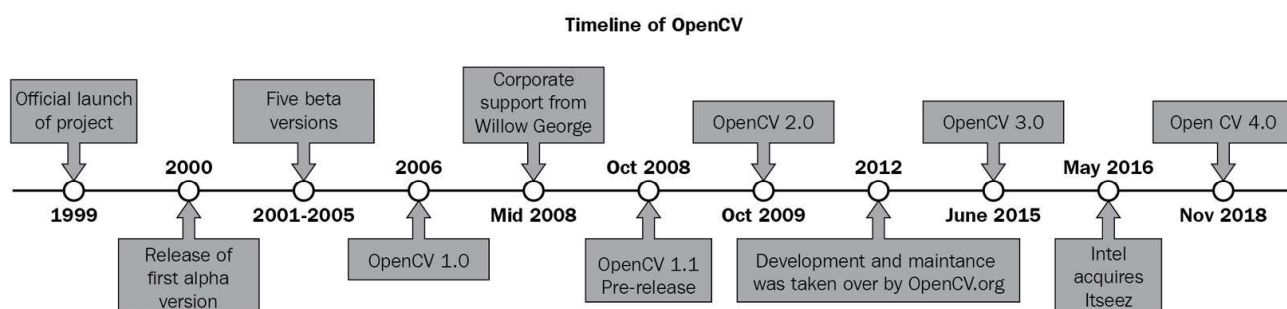 Timeline of OpenCV
Official launch
of project
1999
2000
Release of
first alpha
version
Five beta
versions
2001-2005
2006
OpenCV 1.0
Corporate
support from
Willow George
Mid 2008
Oct 2008
OpenCV 1.1
Pre-release
OpenCV 2.0
Oct 2009
2012
Development and maintance
was taken over by OpenCV.org
OpenCV 3.0
June 2015
May 2016
Intel
acquires
Itseez
Open CV 4.0
Nov 2018